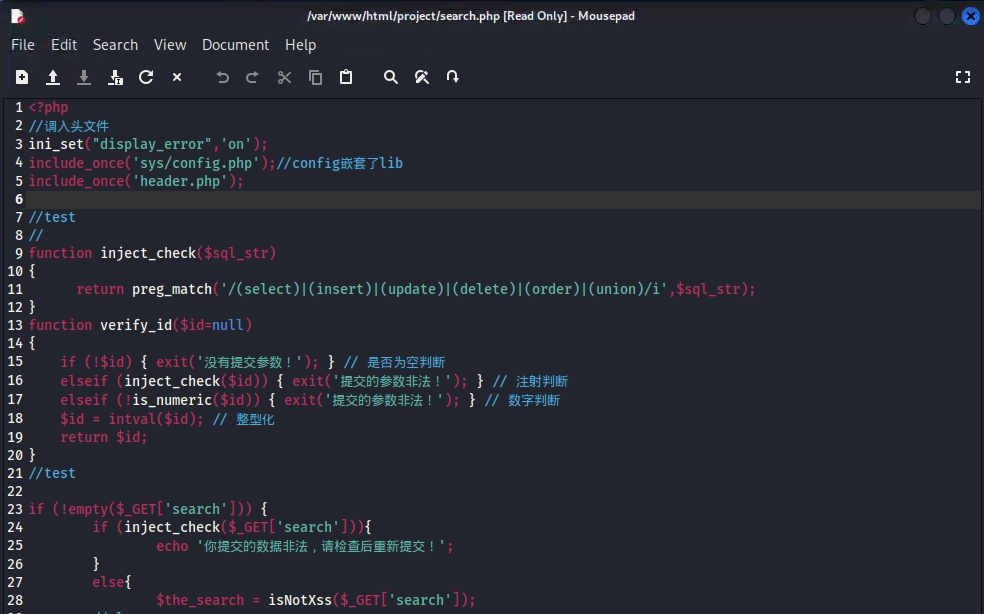 /var/www/html/project/search.php [Read Only] - Mousepad
File Edit Search View Document Help
1 <?php
2 //调入头文件
3 ini_set("display_error",'on');
4 include_once('sys/config.php');//config嵌套了lib
5 include_once('header.php');
6
7 //test
8 //
9 function inject_check($sql_str)
10 {
11       return preg_match('/(select)|(insert)|(update)|(delete)|(order)|(union)/i',$sql_str);
12 }
13 function verify_id($id=null)
14 {
15     if (!$id) { exit('没有提交参数！'); } // 是否为空判断
16     elseif (inject_check($id)) { exit('提交的参数非法！'); } // 注射判断
17     elseif (!is_numeric($id)) { exit('提交的参数非法！'); } // 数字判断
18     $id = intval($id); // 整型化
19     return $id;
20 }
21 //test
22
23 if (!empty($_GET['search'])) {
24         if (inject_check($_GET['search'])){
25                 echo '你提交的数据非法，请检查后重新提交！';
26         }
27         else{
28                 $the_search = isNotXss($_GET['search']);